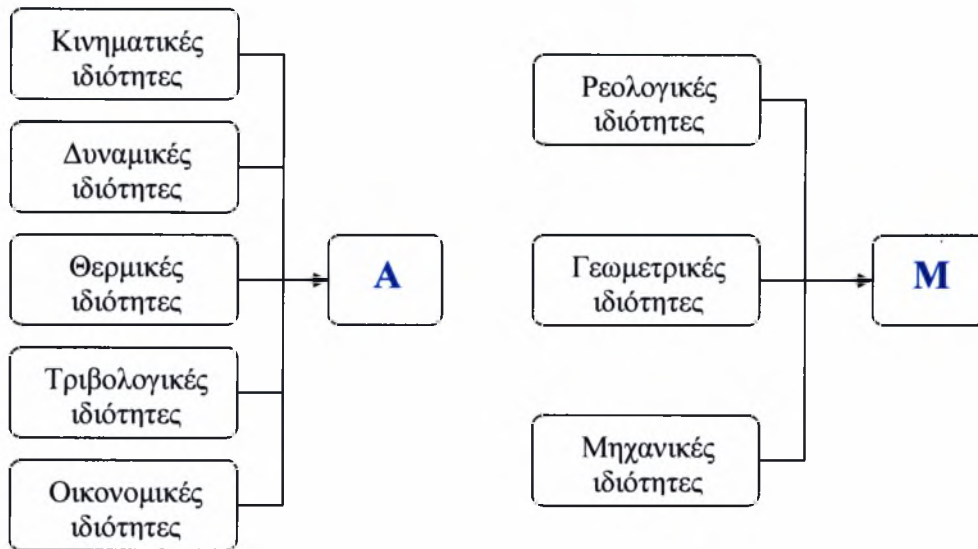 Κινηματικές
ιδιότητες
Δυναμικές
ιδιότητες
Θερμικές
ιδιότητες
Τριβολογικές
ιδιότητες
Οικονομικές
ιδιότητες
Α
Ρεολογικές
ιδιότητες
Γεωμετρικές
ιδιότητες
Μηχανικές
ιδιότητες
Μ